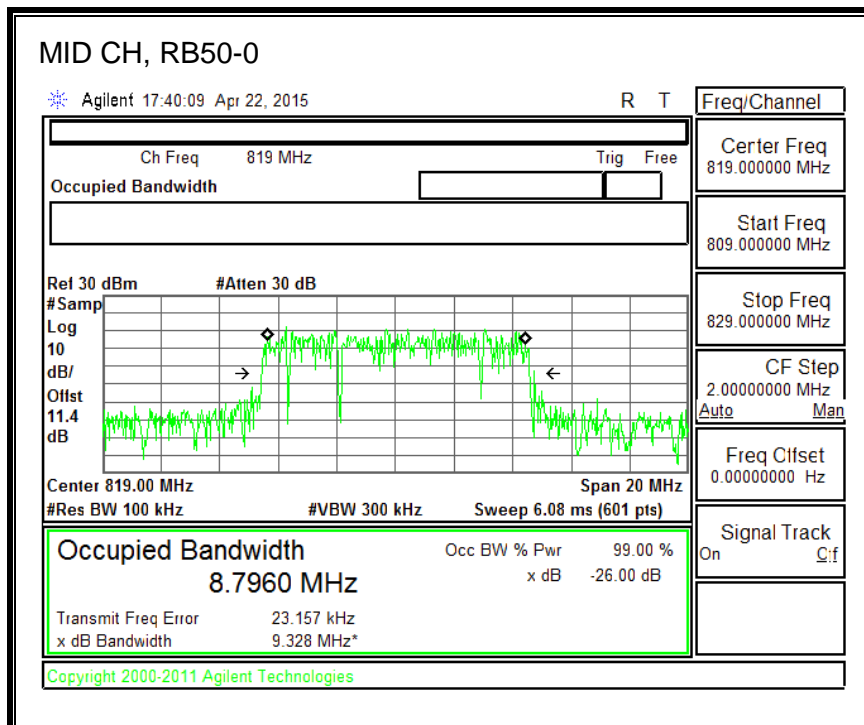 MID CH, RB50-0
Agilent 17:40:09 Apr 22, 2015 R T
Freq/Channel
Ch Freq 819 MHz Trig Free
Occupied Bandwidth
Center Freq
819.000000 MHz
Start Freq
809.000000 MHz
Stop Freq
829.000000 MHz
CF Step
2.00000000 MHz
Auto Man
Freq Offset
0.00000000 Hz
Signal Track
On Off
Ref 30 dBm #Atten 30 dB
#Samp
Log
10
dB/
Offst
11.4
dB
Center 819.00 MHz Span 20 MHz
#Res BW 100 kHz #VBW 300 kHz Sweep 6.08 ms (601 pts)
Occupied Bandwidth Occ BW % Pwr 99.00 %
8.7960 MHz x dB -26.00 dB
Transmit Freq Error 23.157 kHz
x dB Bandwidth 9.328 MHz*
Copyright 2000-2011 Agilent Technologies